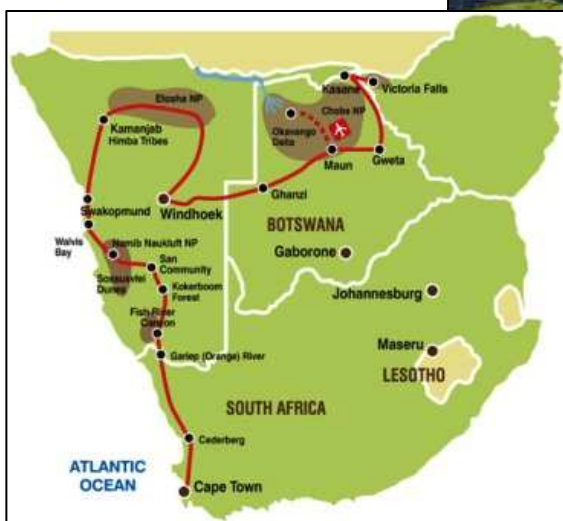 Etosha NP
Kamanjab
Himba Tribes
Kasane
Victoria Falls
Chobe NP
Okavango
Delta
Maun
Gweta
Swakopmund
Windhoek
Ghanzi
BOTSWANA
Walvis
Bay
Namib Naukluft NP
San
Community
Gaborone
Sossusvlei
Dunes
Kokerboom
Forest
Johannesburg
Fish River
Canyon
Gariep (Orange) River
Maseru
LESOTHO
SOUTH AFRICA
Cederberg
ATLANTIC
OCEAN
Cape Town